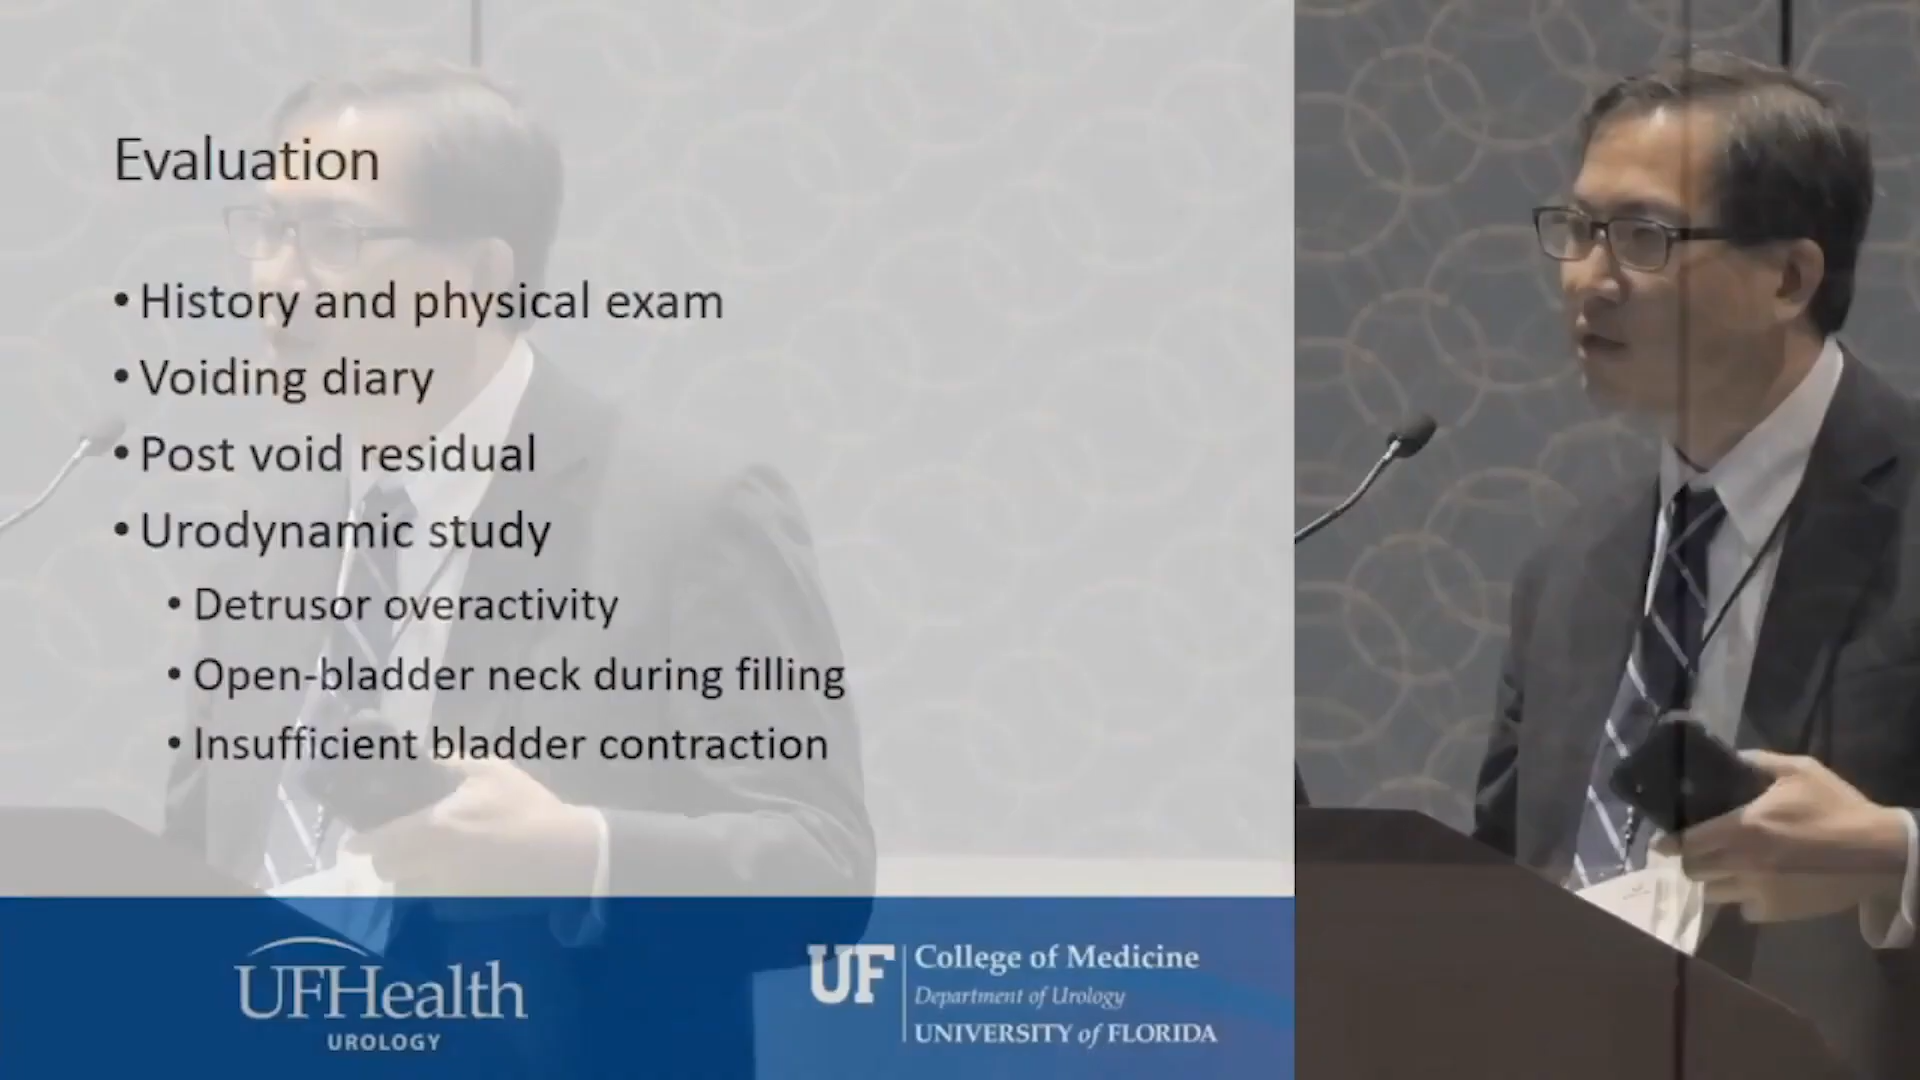 Evaluation
• History and physical exam
• Voiding diary
• Post void residual
• Urodynamic study
• Detrusor overactivity
• Open-bladder neck during filling
• Insufficient bladder contraction
UFHealth
UROLOGY
UF
College of Medicine
Department of Urology
UNIVERSITY of FLORIDA